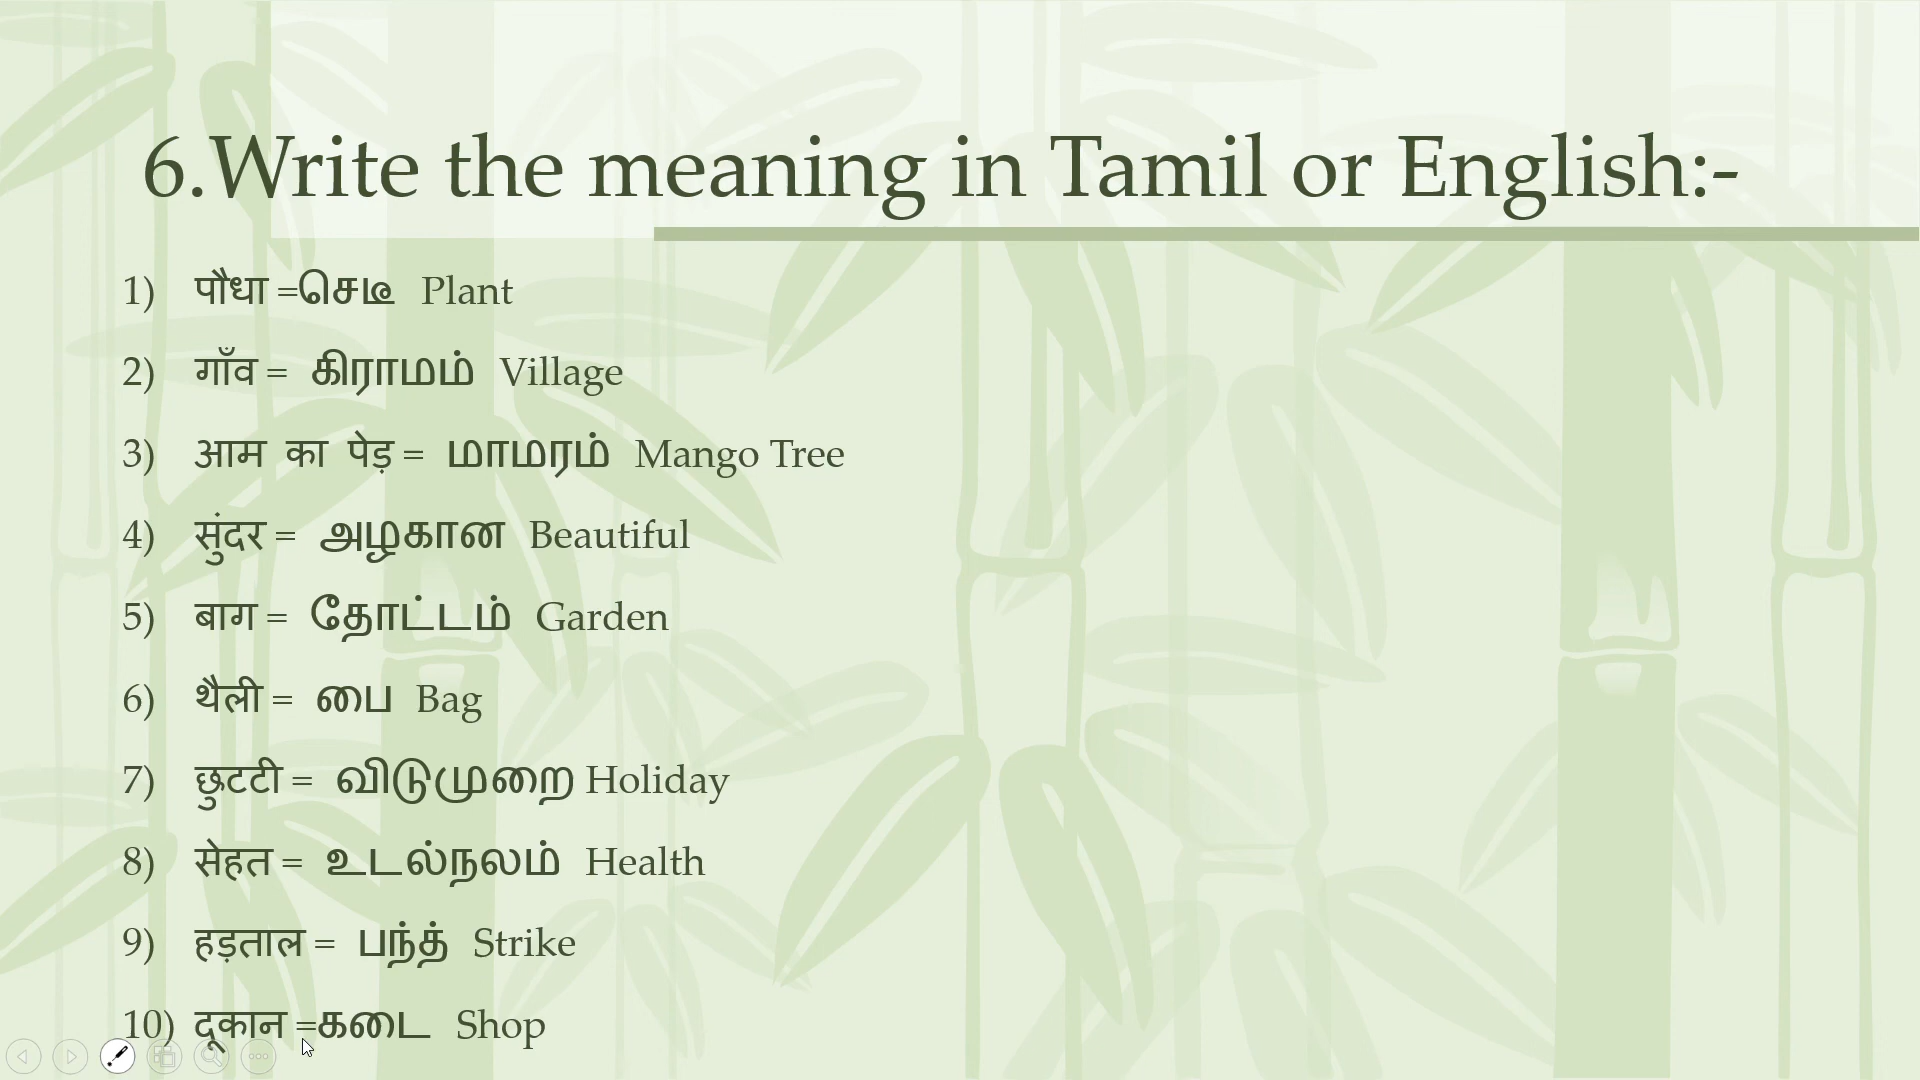 6.Write the meaning in Tamil or English:-
1) पौधा =செடீ Plant
2) गाँव = கிராமம் Village
3) आम का पेड़ = மாமரம் Mango Tree
4) सुंदर = அழகான Beautiful
5) बाग = தோட்டம் Garden
6) थैली = பை Bag
7) छुटटी = விடுமுறை Holiday
8) सेहत = உடல்நலம் Health
9) हड़ताल = பந்த் Strike
10) दूकान =கடை Shop